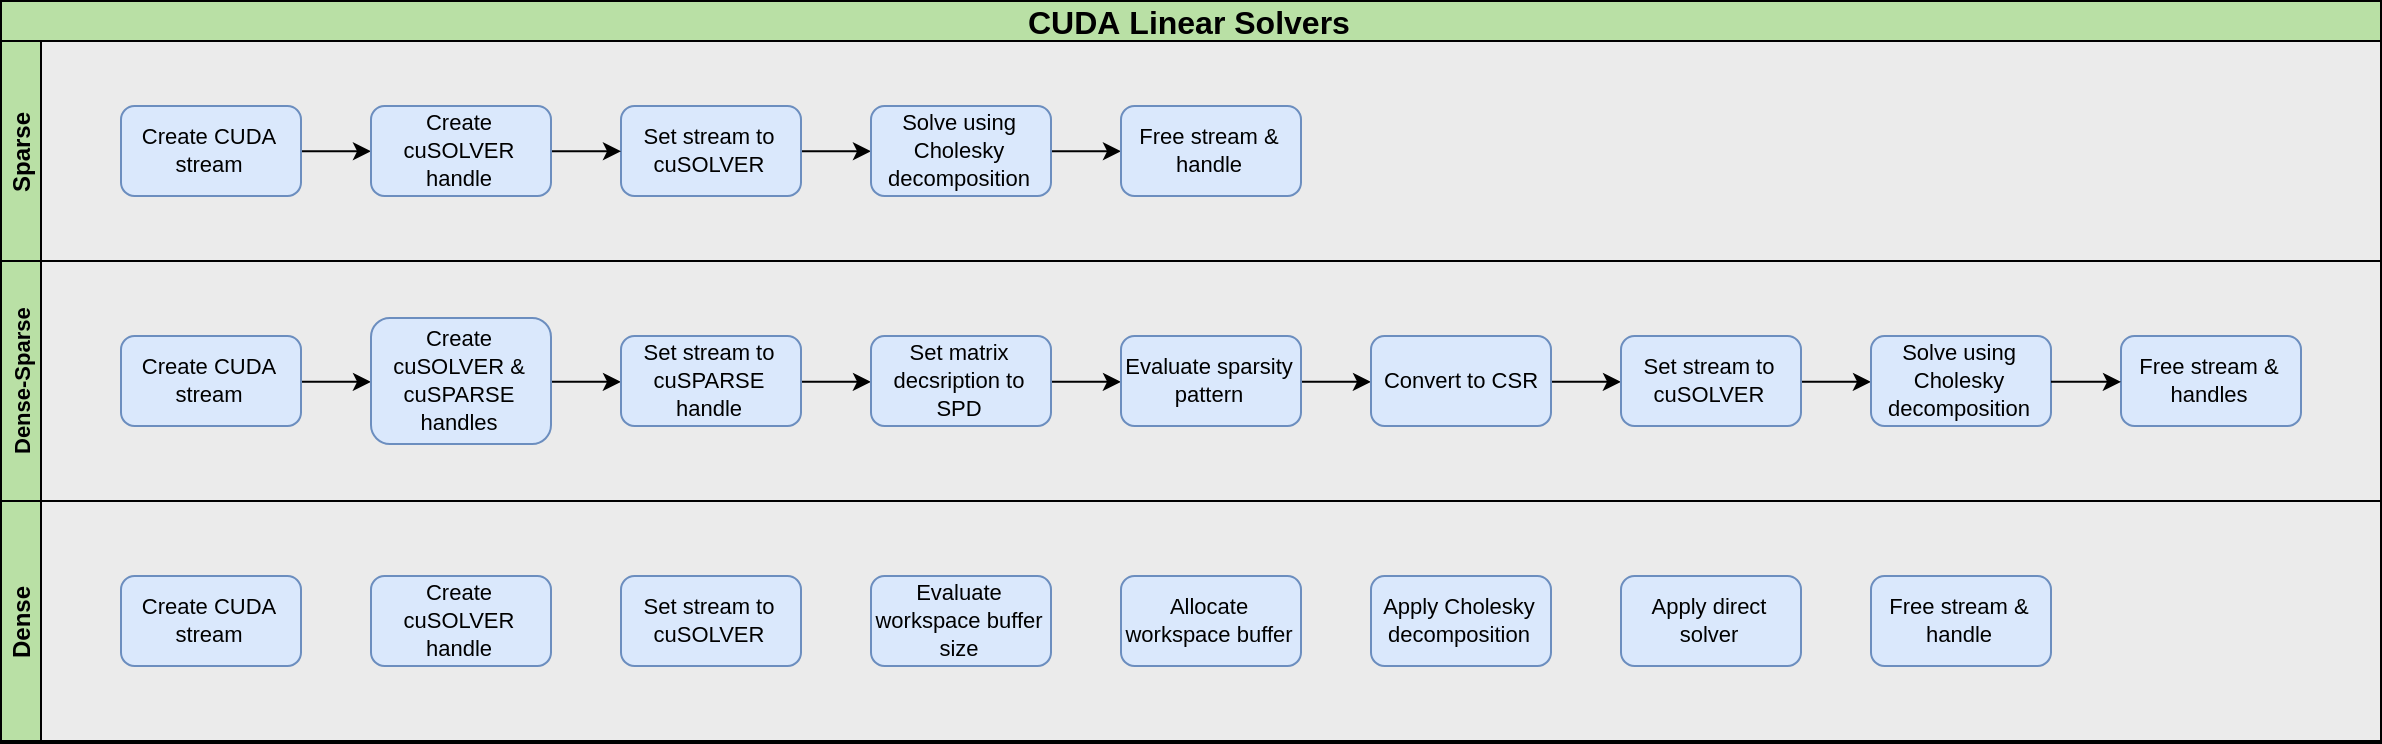 CUDA Linear Solvers
Sparse
Create CUDA
stream
Create
cuSOLVER
handle
Set stream to
cuSOLVER
Solve using
Cholesky
decomposition
Free stream &
handle
Dense-Sparse
Create CUDA
stream
Create
cuSOLVER &
cuSPARSE
handles
Set stream to
cuSPARSE
handle
Set matrix
decsription to
SPD
Evaluate sparsity
pattern
Convert to CSR
Set stream to
cuSOLVER
Solve using
Cholesky
decomposition
Free stream &
handles
Dense
Create CUDA
stream
Create
cuSOLVER
handle
Set stream to
cuSOLVER
Evaluate
workspace buffer
size
Allocate
workspace buffer
Apply Cholesky
decomposition
Apply direct
solver
Free stream &
handle